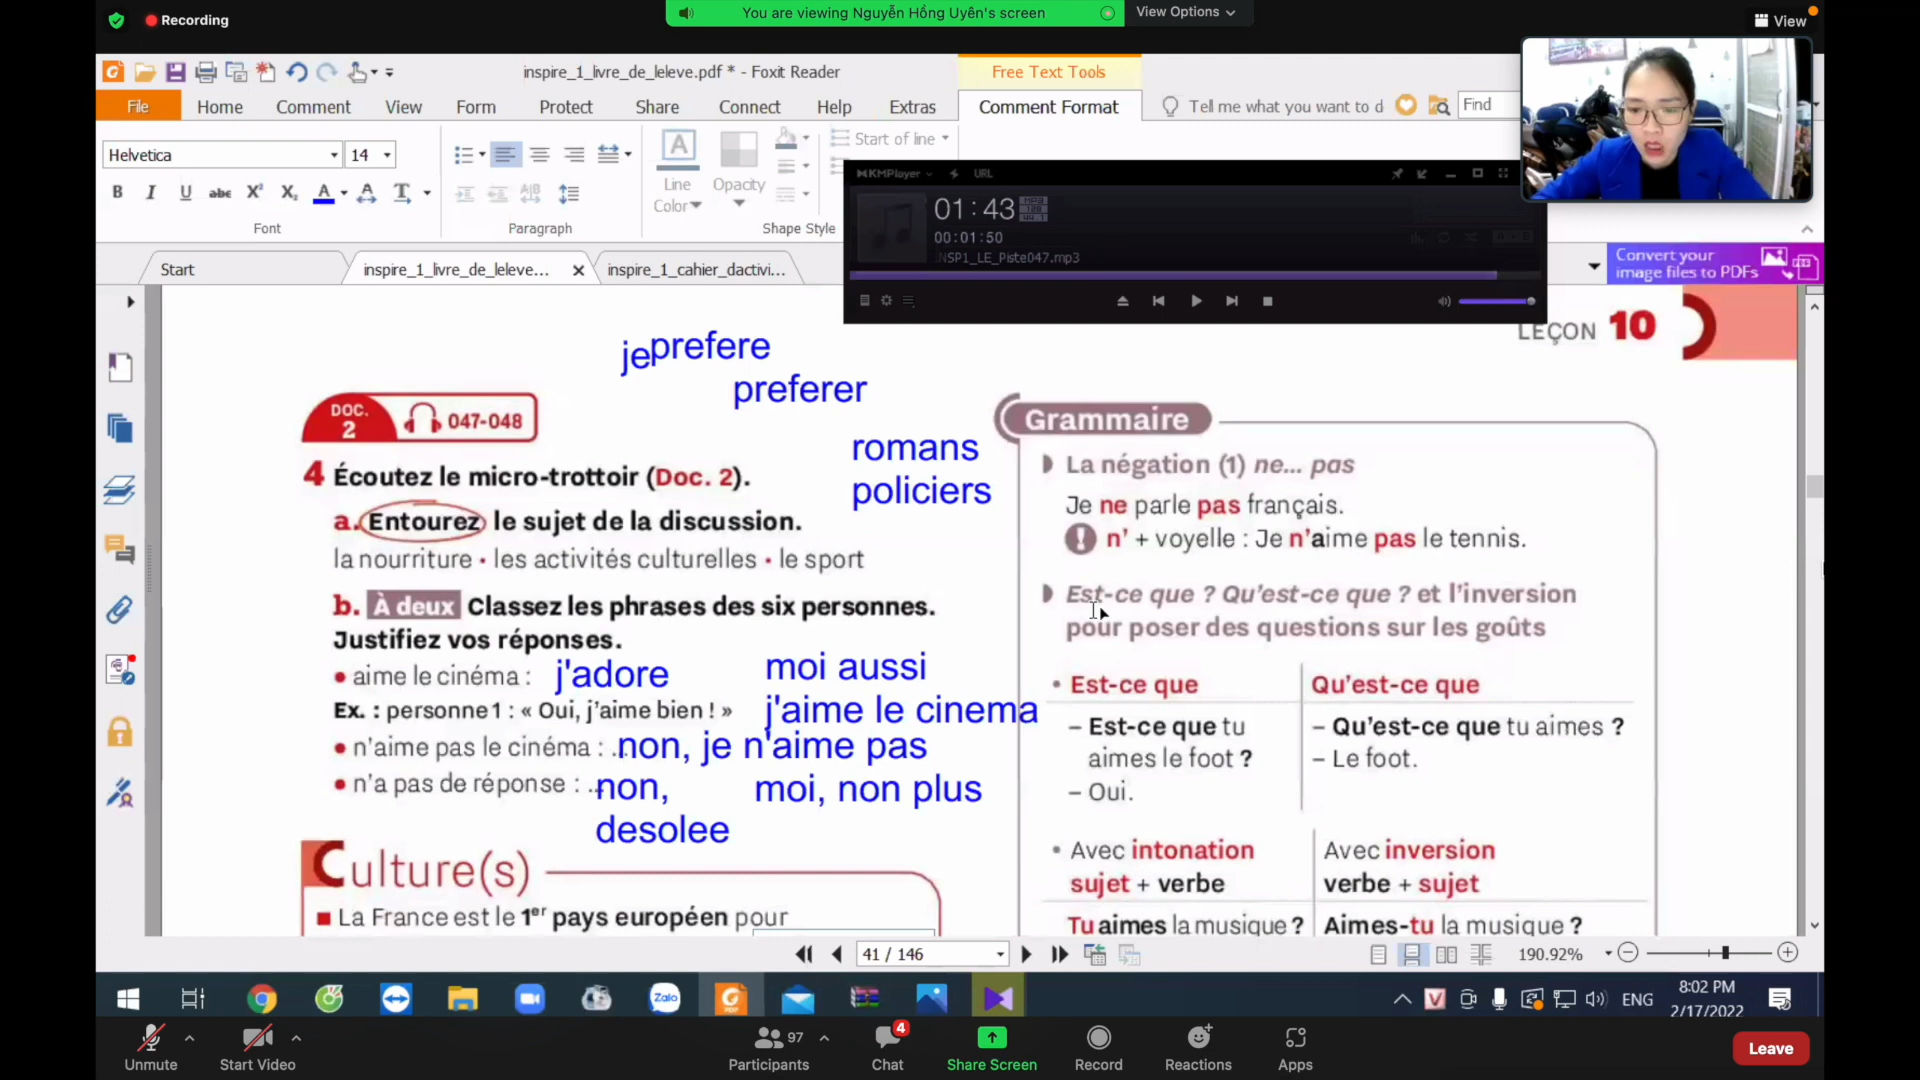 Recording
You are viewing Nguyễn Hồng Uyên's screen
View Options
View
inspire_1_livre_de_leleve.pdf * - Foxit Reader
Free Text Tools
File
Home
Comment
View
Form
Protect
Share
Connect
Help
Extras
Comment Format
Tell me what you want to d
Find
Helvetica
14
Start of line
Line
Color
Opacity
Font
Paragraph
Shape Style
KMPlayer
URL
01:43
00:01:50
NSP1_LE_Piste047.mp3
Start
inspire_1_livre_de_leleve...
inspire_1_cahier_dactivi...
Convert your
image files to PDFs
LEÇON 10
je prefere
preferer
romans
policiers
DOC.
2
047-048
4 Écoutez le micro-trottoir (Doc. 2).
a. Entourez le sujet de la discussion.
la nourriture • les activités culturelles • le sport
b. À deux Classez les phrases des six personnes.
Justifiez vos réponses.
• aime le cinéma : j'adore
moi aussi
j'aime le cinema
Ex. : personne 1 : « Oui, j'aime bien ! »
• n'aime pas le cinéma : ... non, je n'aime pas
• n'a pas de réponse : ... non,
desolee
moi, non plus
Culture(s)
La France est le 1er pays européen pour
Grammaire
La négation (1) ne... pas
Je ne parle pas français.
! n' + voyelle : Je n'aime pas le tennis.
Est-ce que ? Qu'est-ce que ? et l'inversion
pour poser des questions sur les goûts
• Est-ce que
Qu'est-ce que
– Est-ce que tu
aimes le foot ?
– Oui.
– Qu'est-ce que tu aimes ?
– Le foot.
• Avec intonation
sujet + verbe
Avec inversion
verbe + sujet
Tu aimes la musique ?
Aimes-tu la musique ?
41 / 146
190.92%
Zalo
ENG
8:02 PM
2/17/2022
Unmute
Start Video
Participants
97
Chat
4
Share Screen
Record
Reactions
Apps
Leave